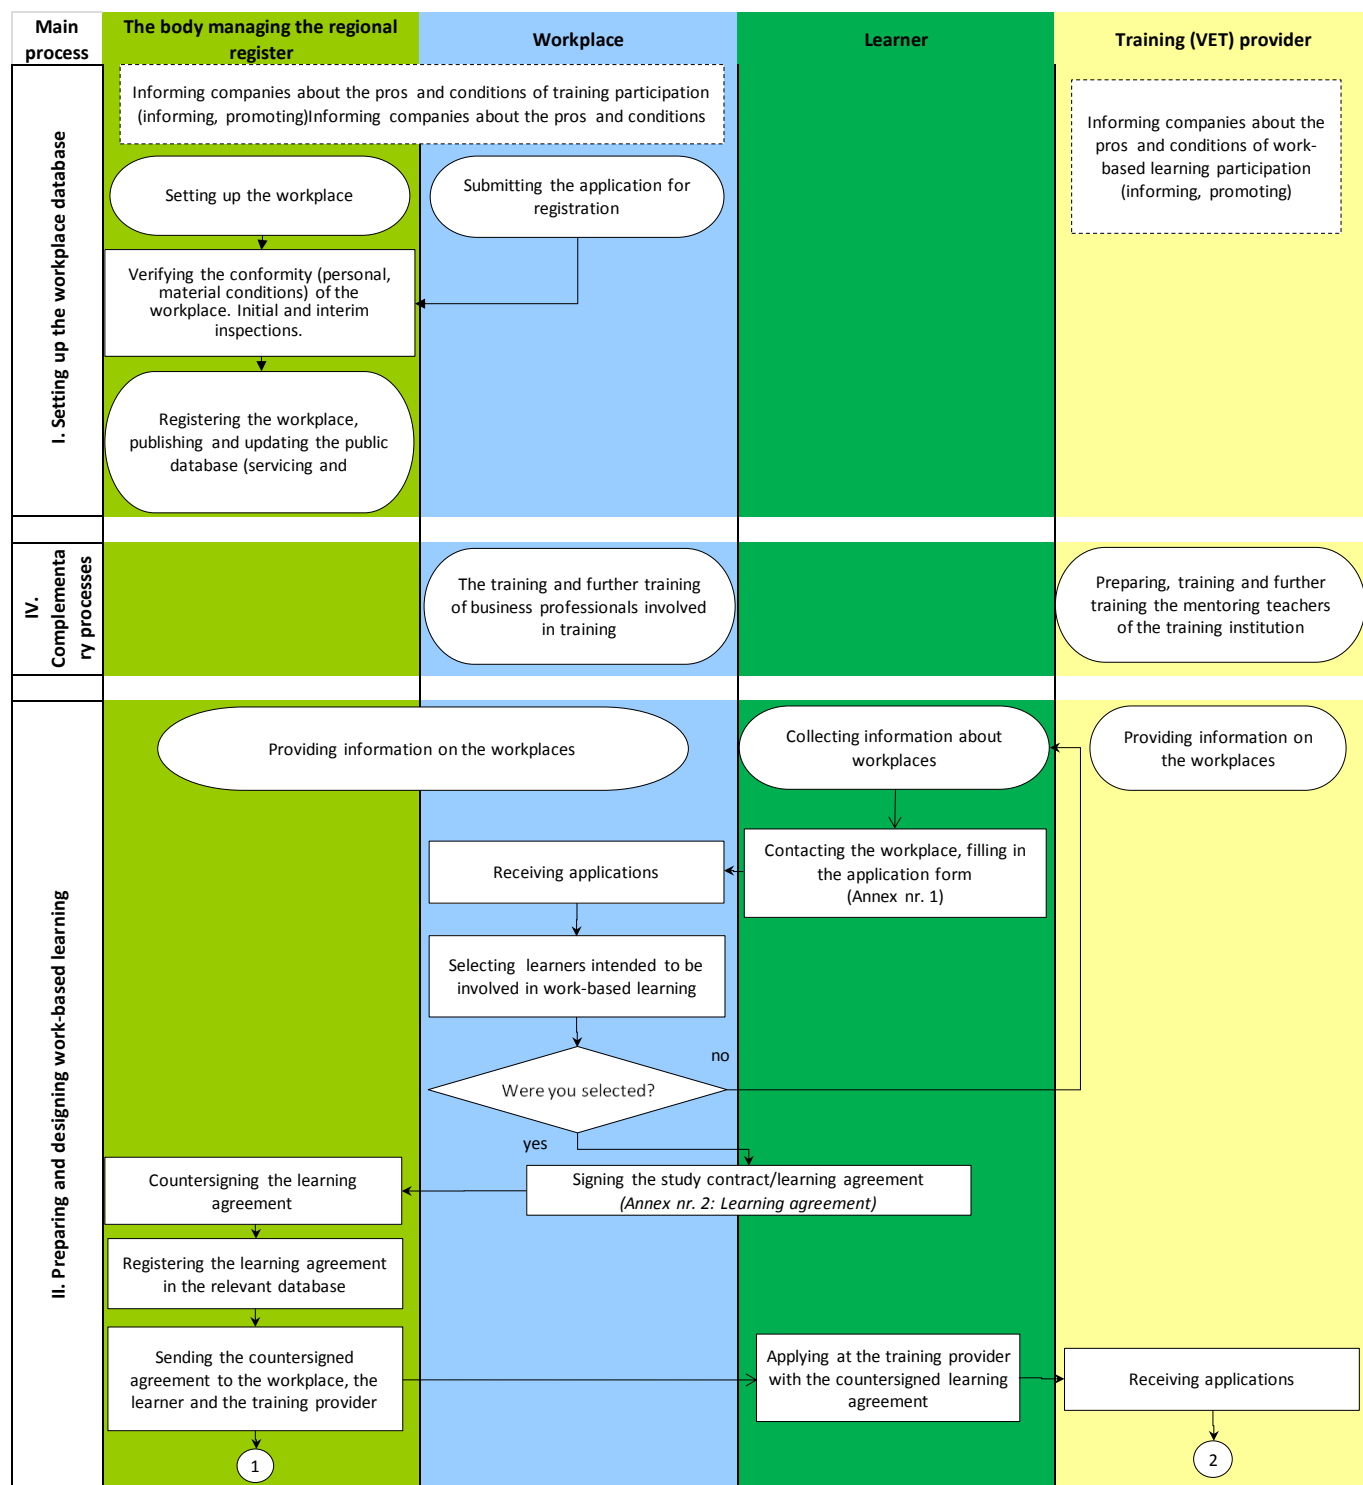 Main
process
The body managing the regional
register
Workplace
Learner
Training (VET) provider
I. Setting up the workplace database
Informing companies about the pros and conditions of training participation
(informing, promoting)Informing companies about the pros and conditions
Informing companies about the
pros and conditions of work-
based learning participation
(informing, promoting)
Setting up the workplace
Submitting the application for
registration
Verifying the conformity (personal,
material conditions) of the
workplace. Initial and interim
inspections.
Registering the workplace,
publishing and updating the public
database (servicing and
IV.
Complementa
ry processes
The training and further training
of business professionals involved
in training
Preparing, training and further
training the mentoring teachers
of the training institution
II. Preparing and designing work-based learning
Providing information on the workplaces
Collecting information about
workplaces
Providing information on
the workplaces
Receiving applications
Contacting the workplace, filling in
the application form
(Annex nr. 1)
Selecting learners intended to be
involved in work-based learning
no
Were you selected?
yes
Countersigning the learning
agreement
Signing the study contract/learning agreement
(Annex nr. 2: Learning agreement)
Registering the learning agreement
in the relevant database
Sending the countersigned
agreement to the workplace, the
learner and the training provider
Applying at the training provider
with the countersigned learning
agreement
Receiving applications
1
2